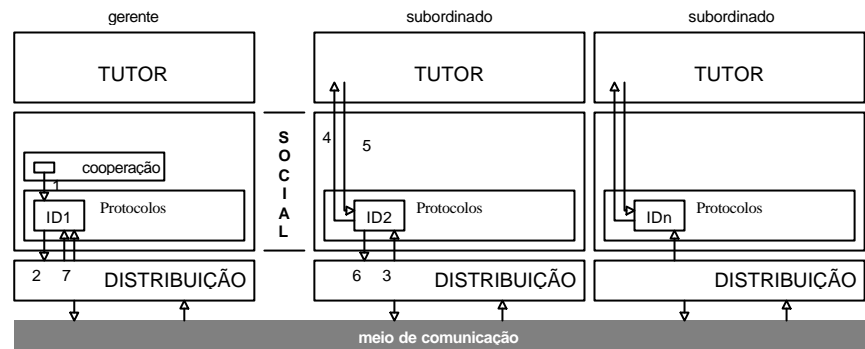 gerente
subordinado
subordinado
TUTOR
TUTOR
TUTOR
SOCIAL
4
5
cooperação
1
ID1
Protocolos
ID2
Protocolos
IDn
Protocolos
2
7
DISTRIBUIÇÃO
6
3
DISTRIBUIÇÃO
DISTRIBUIÇÃO
meio de comunicação